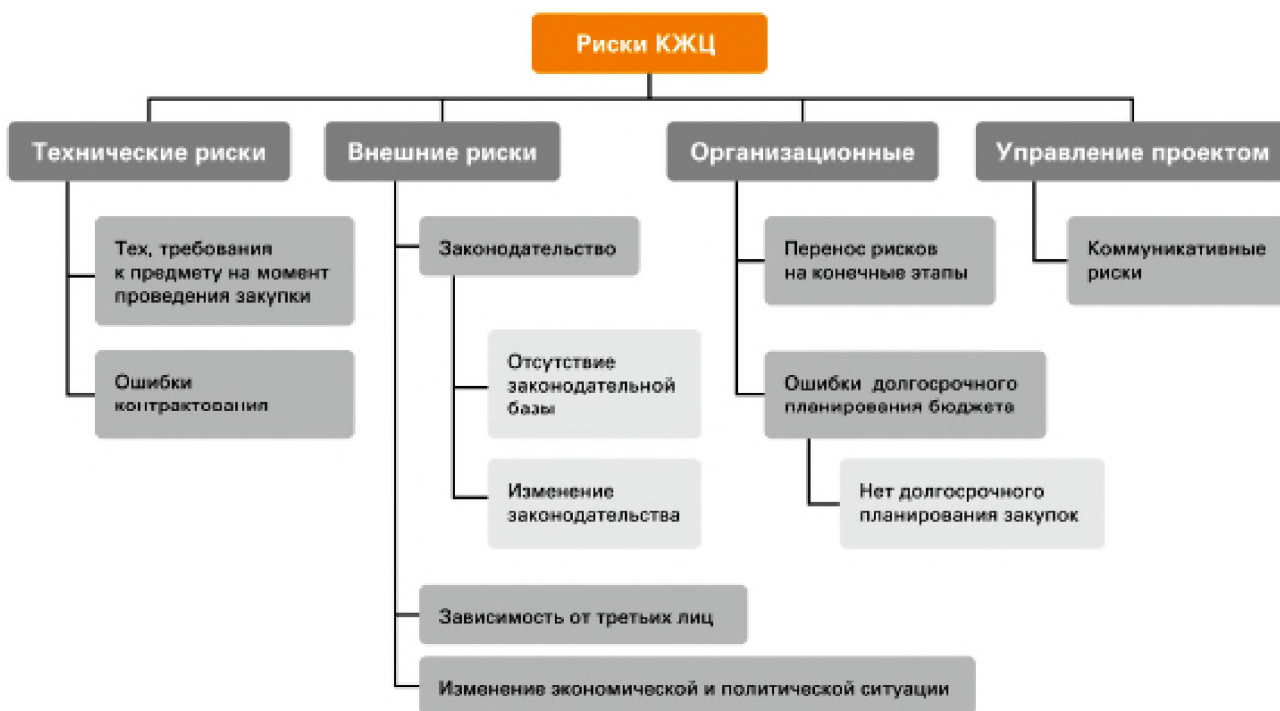 Риски КЖЦ
Технические риски
Внешние риски
Организационные
Управление проектом
Тех, требования
к предмету на момент
проведения закупки
Ошибки
контрактования
Законодательство
Отсутствие
законодательной
базы
Изменение
законодательства
Зависимость от третьих лиц
Изменение экономической и политической ситуации
Перенос рисков
на конечные этапы
Ошибки долгосрочного
планирования бюджета
Нет долгосрочного
планирования закупок
Коммуникативные
риски